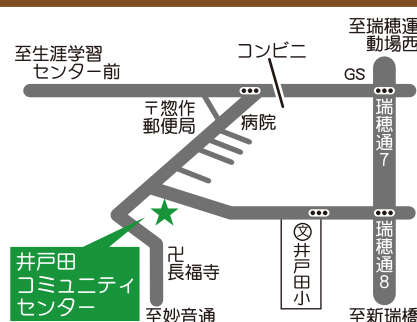 至瑞穂運
動場西
コンビニ
至生涯学習
センター前
GS
〒惣作
郵便局
病院
瑞穂通7
文
井戸田小
瑞穂通8
卍
長福寺
井戸田
コミュニティ
センター
至妙音通
至新瑞橋